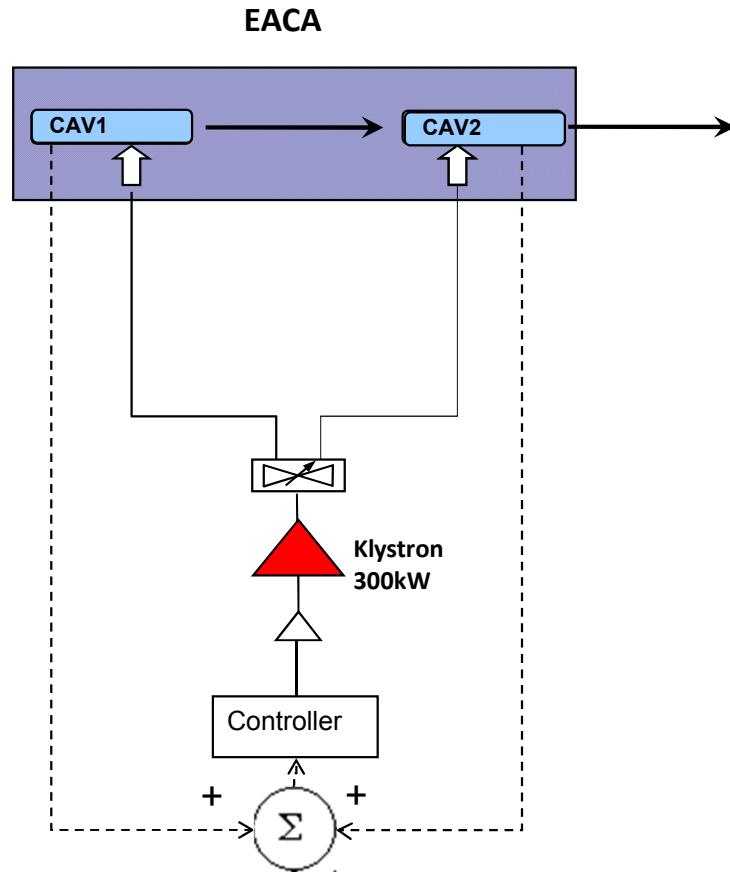 EACA
CAV1
CAV2
Klystron
300kW
Controller
+
+
Σ